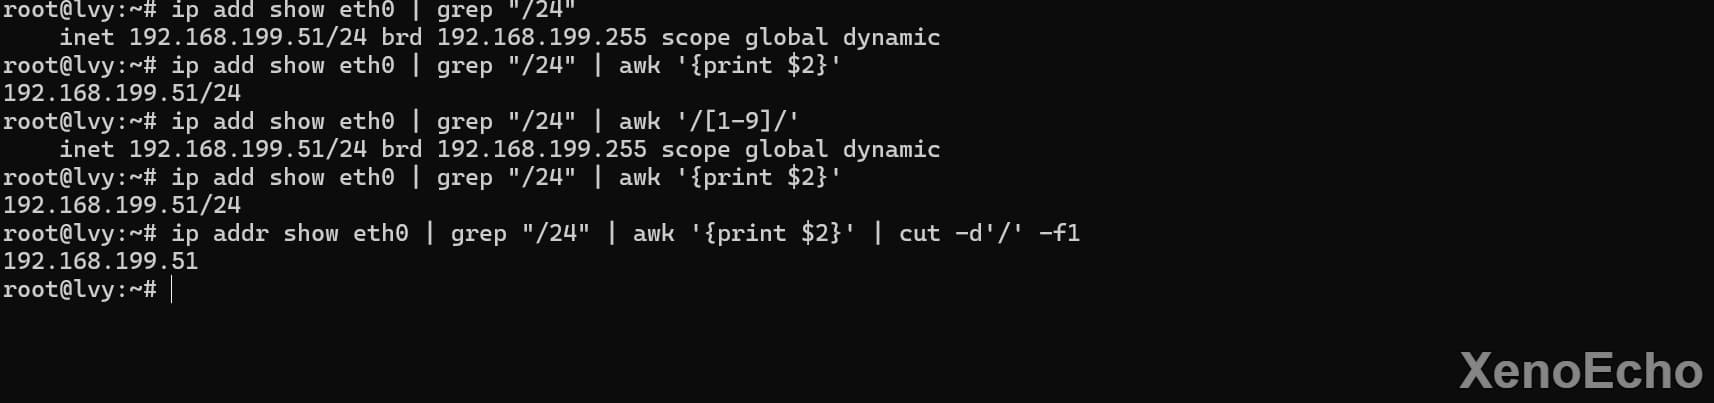 root@lvy:~# ip add show eth0 | grep "/24"
    inet 192.168.199.51/24 brd 192.168.199.255 scope global dynamic
root@lvy:~# ip add show eth0 | grep "/24" | awk '{print $2}'
192.168.199.51/24
root@lvy:~# ip add show eth0 | grep "/24" | awk '/[1-9]/'
    inet 192.168.199.51/24 brd 192.168.199.255 scope global dynamic
root@lvy:~# ip add show eth0 | grep "/24" | awk '{print $2}'
192.168.199.51/24
root@lvy:~# ip addr show eth0 | grep "/24" | awk '{print $2}' | cut -d'/' -f1
192.168.199.51
root@lvy:~#
XenoEcho